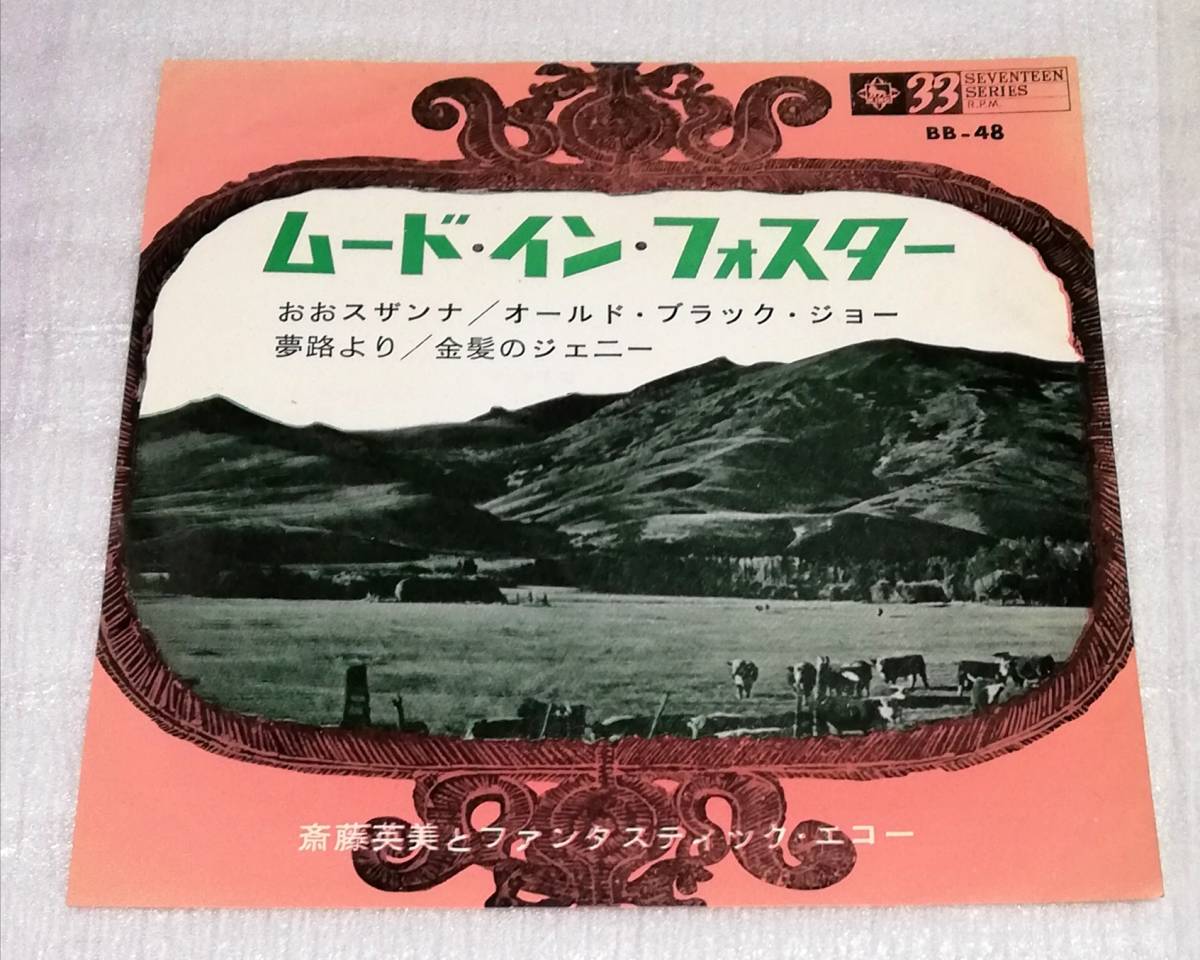 33
SEVENTEEN
SERIES
R.P.M.
BB-48
ムード・イン・フォスター
おおスザンナ／オールド・ブラック・ジョー
夢路より／金髪のジェニー
斎藤英美とファンタスティック・エコー